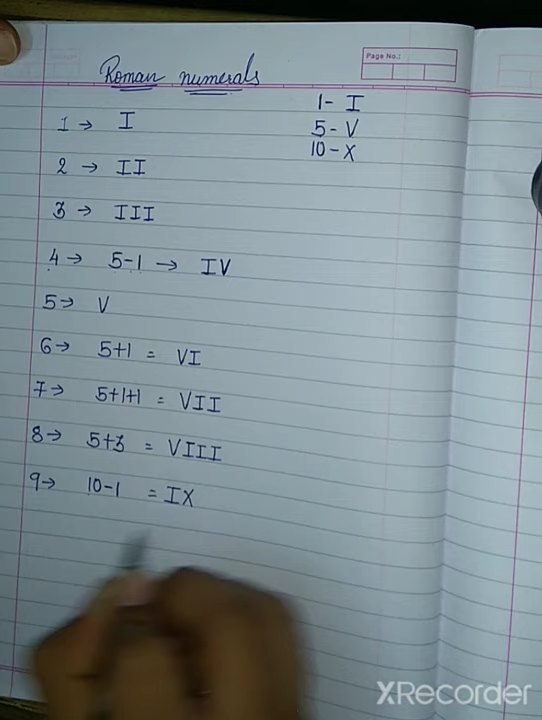 Roman numerals
Page No.:
1- I
5- V
10- X
1→ I
2 → II
3 → III
4→ 5-1 → IV
5→ V
6→ 5+1 = VI
7→ 5+1+1 = VII
8→ 5+3 = VIII
9→ 10-1 = IX
XRecorder